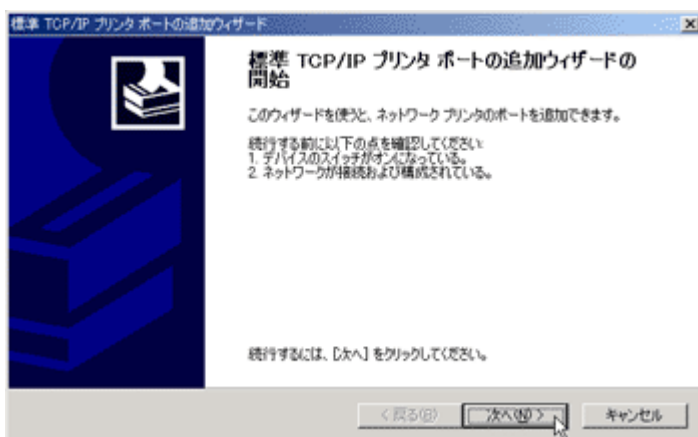 標準 TCP/IP プリンタ ポートの追加ウィザード
標準 TCP/IP プリンタ ポートの追加ウィザードの
開始
このウィザードを使うと、ネットワーク プリンタのポートを追加できます。
続行する前に以下の点を確認してください:
1. デバイスのスイッチがオンになっている。
2. ネットワークが接続および構成されている。
続行するには、[次へ] をクリックしてください。
< 戻る(B)
次へ(N) >
キャンセル